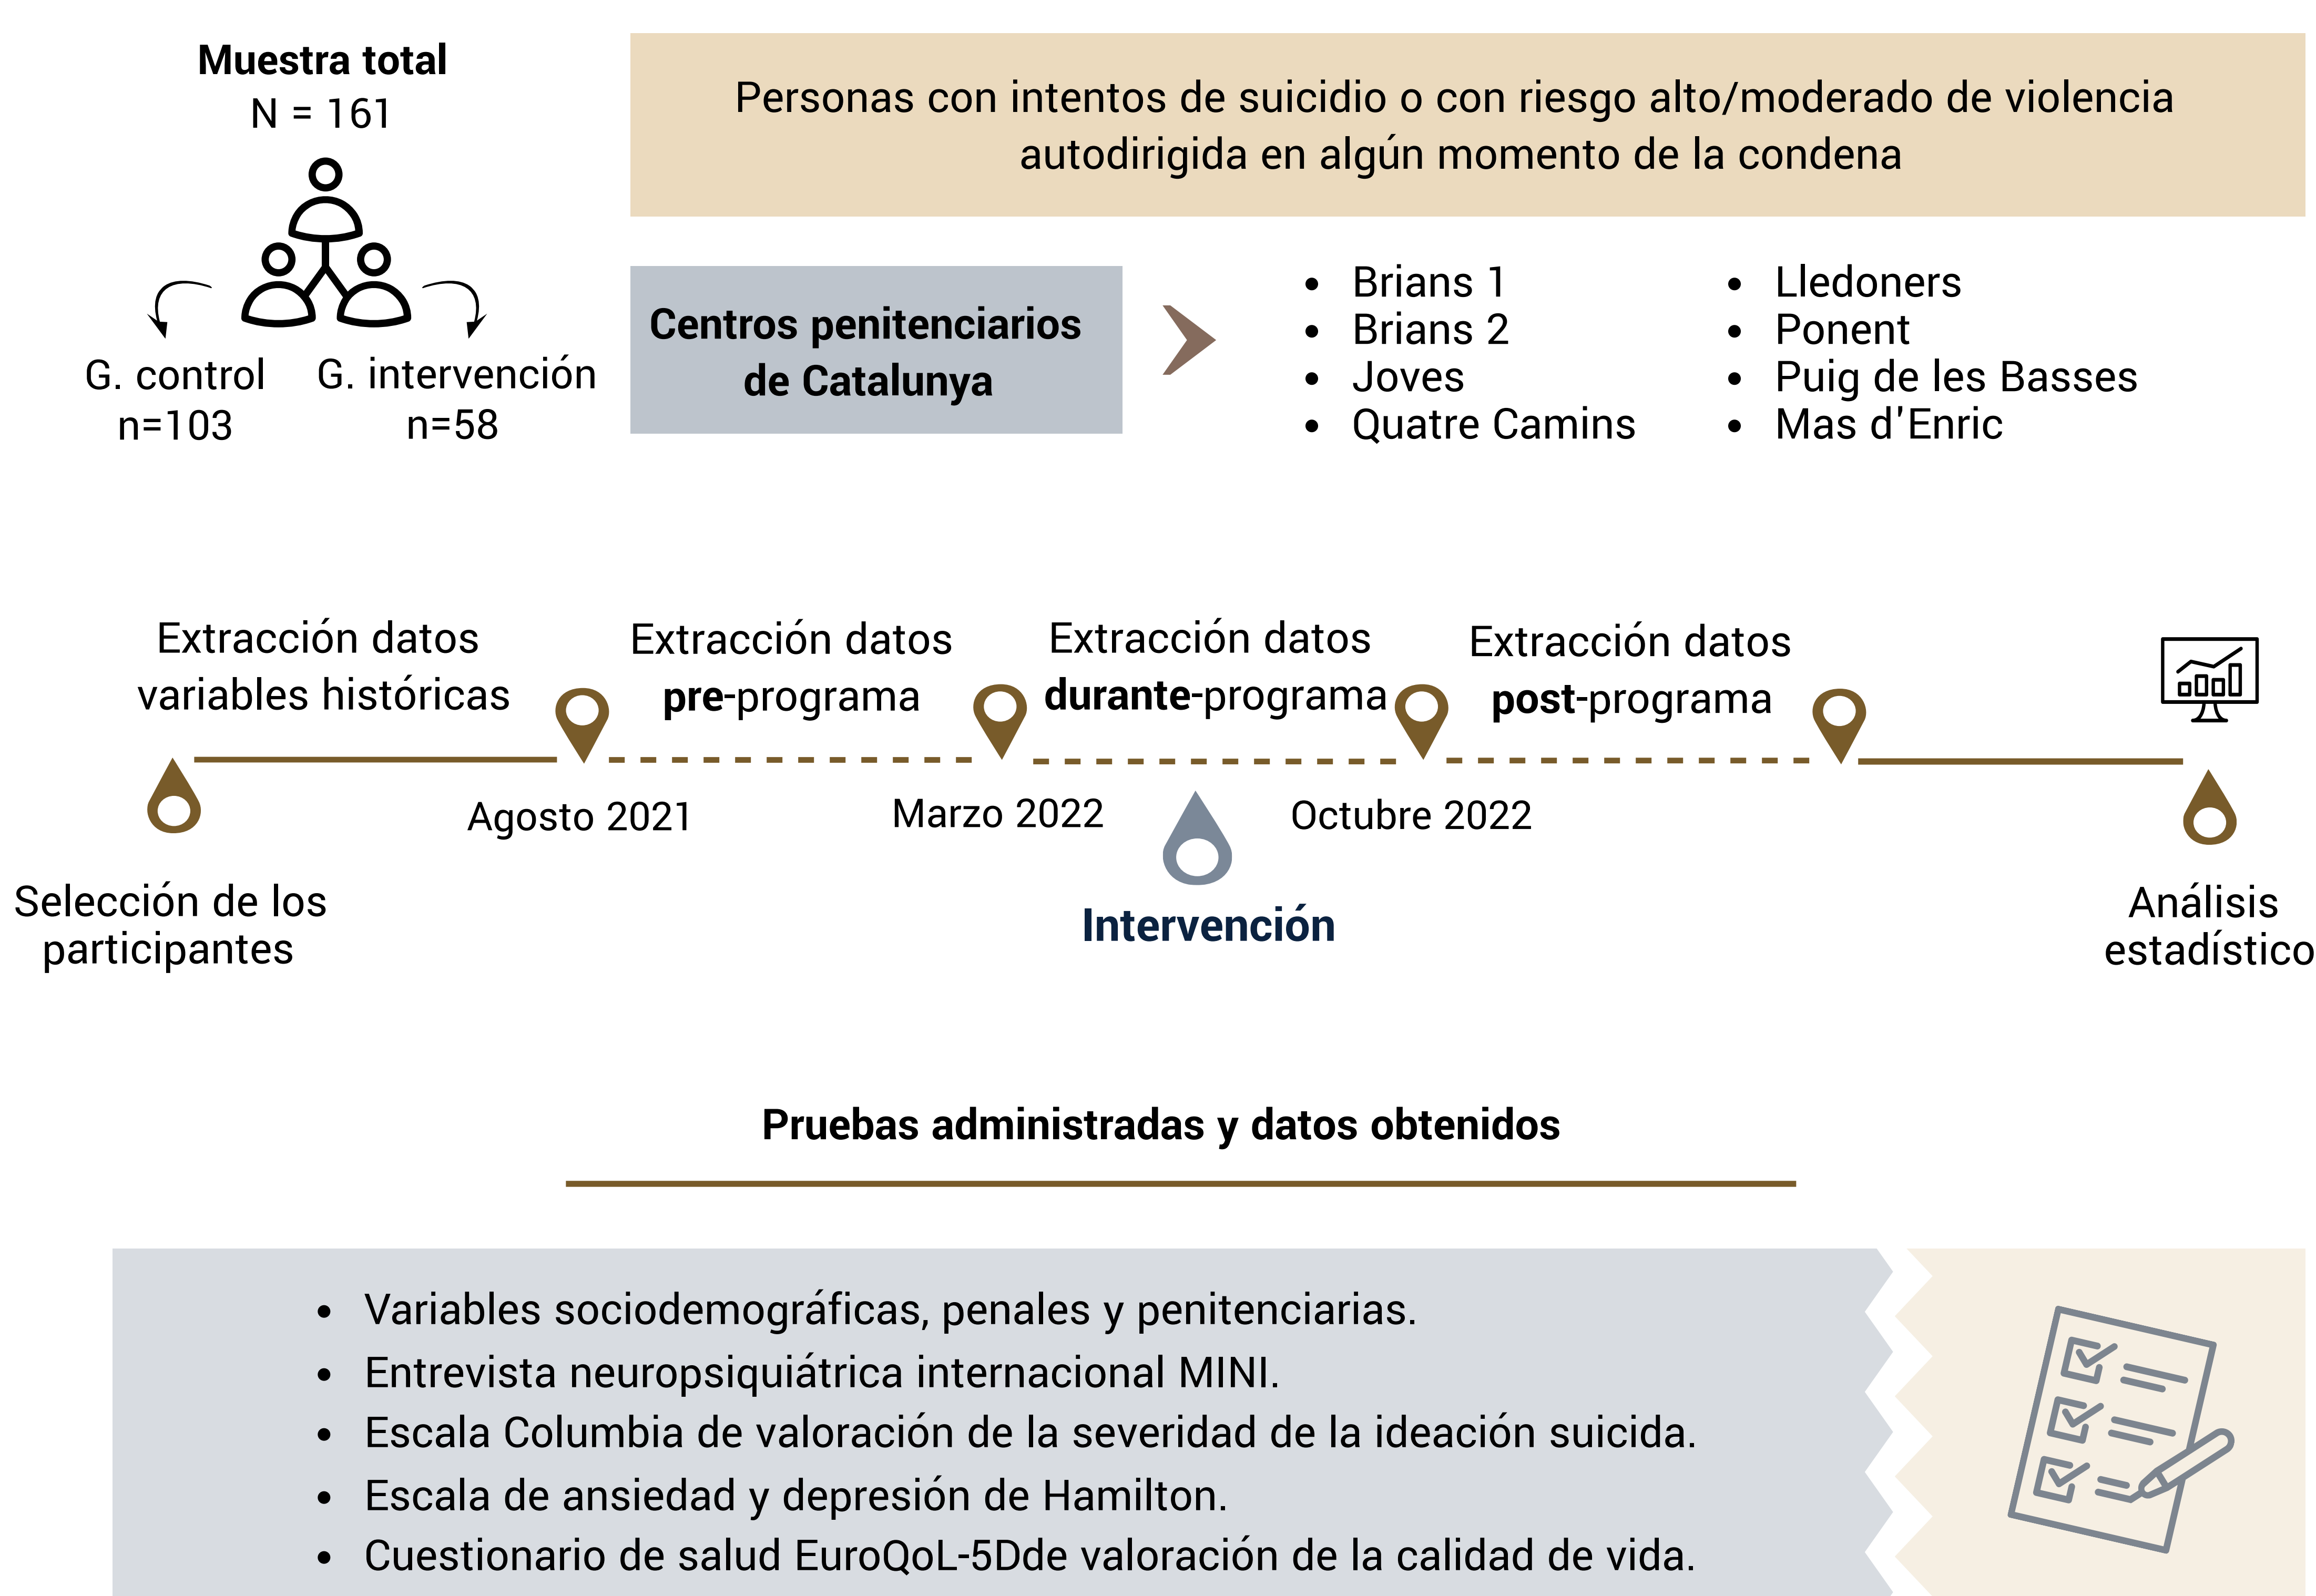 Muestra total
N = 161
G. control
n=103
G. intervención
n=58
Personas con intentos de suicidio o con riesgo alto/moderado de violencia
autodirigida en algún momento de la condena
Centros penitenciarios
de Catalunya
• Brians 1
• Brians 2
• Joves
• Quatre Camins
• Lledoners
• Ponent
• Puig de les Basses
• Mas d'Enric
Extracción datos
variables históricas
Extracción datos
pre-programa
Extracción datos
durante-programa
Extracción datos
post-programa
Agosto 2021
Marzo 2022
Octubre 2022
Selección de los
participantes
Intervención
Análisis
estadístico
Pruebas administradas y datos obtenidos
• Variables sociodemográficas, penales y penitenciarias.
• Entrevista neuropsiquiátrica internacional MINI.
• Escala Columbia de valoración de la severidad de la ideación suicida.
• Escala de ansiedad y depresión de Hamilton.
• Cuestionario de salud EuroQoL-5Dde valoración de la calidad de vida.